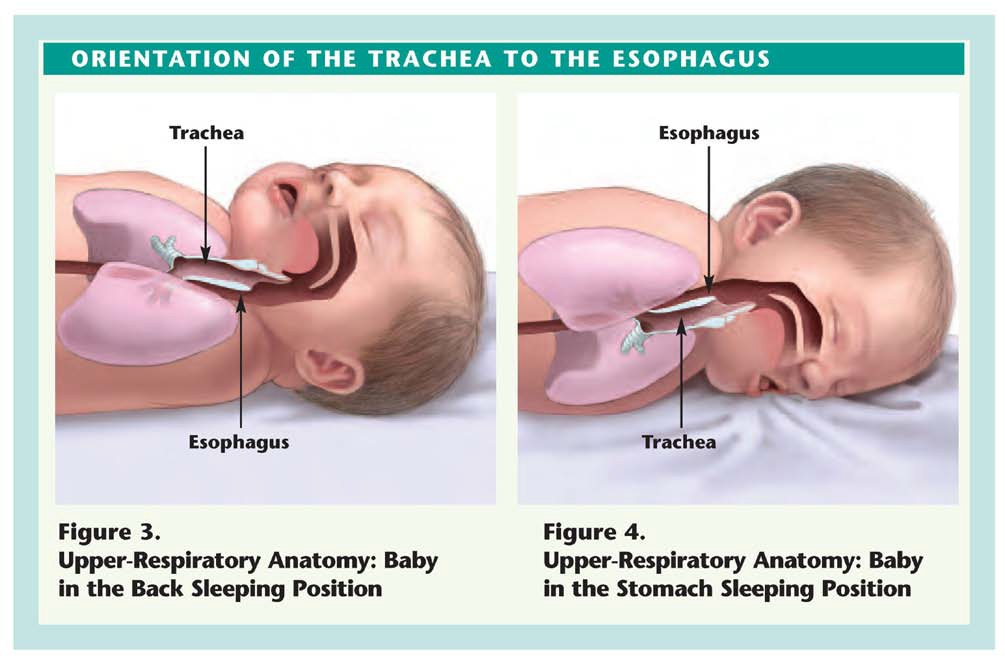 ORIENTATION OF THE TRACHEA TO THE ESOPHAGUS
Trachea
Esophagus
Figure 3.
Upper-Respiratory Anatomy: Baby
in the Back Sleeping Position
Esophagus
Trachea
Figure 4.
Upper-Respiratory Anatomy: Baby
in the Stomach Sleeping Position